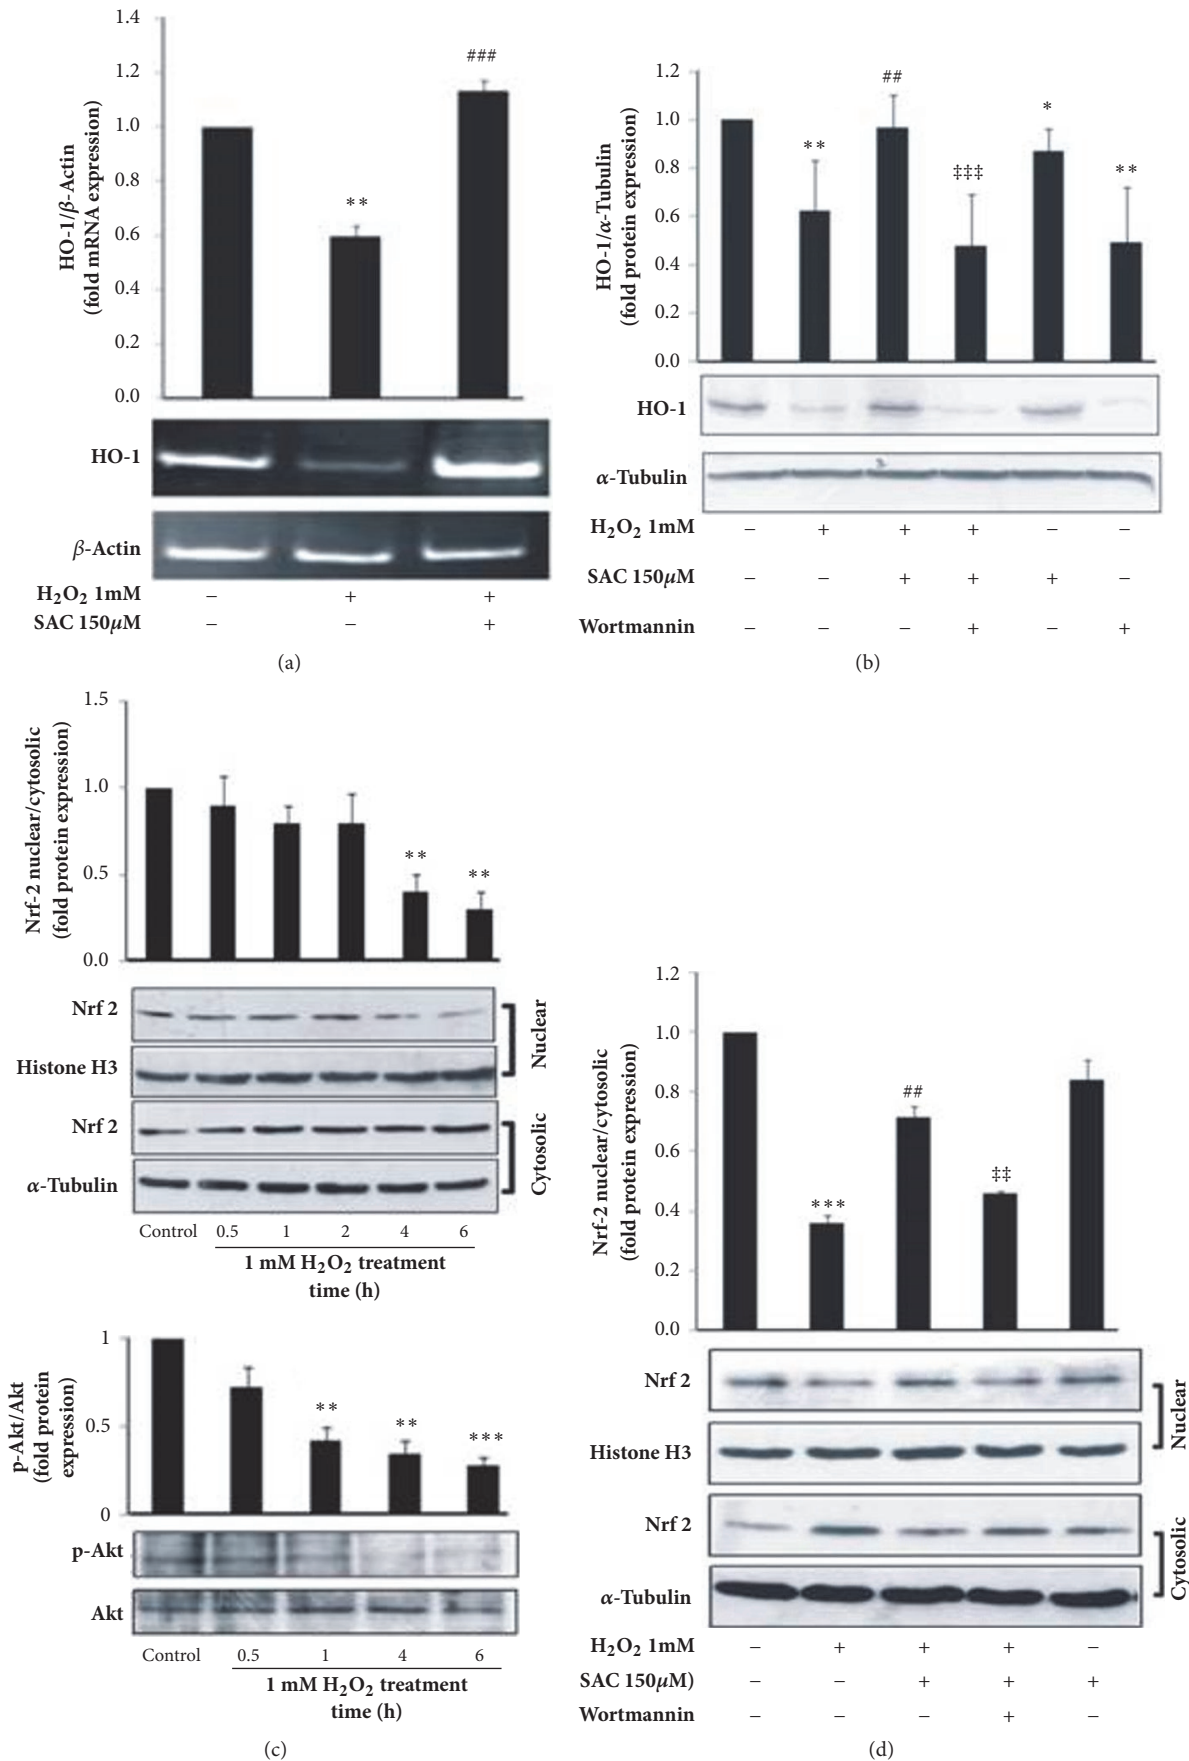 1.4
1.2
1.0
0.8
0.6
0.4
0.2
0.0
HO-1/β-Actin
(fold mRNA expression)
**
###
HO-1
β-Actin
H₂O₂ 1mM − + +
SAC 150μM − − +
(a)
1.2
1.0
0.8
0.6
0.4
0.2
0.0
HO-1/α-Tubulin
(fold protein expression)
**
##
‡‡‡
*
**
HO-1
α-Tubulin
H₂O₂ 1mM − + + + − −
SAC 150μM − − + + + −
Wortmannin − − − + − +
(b)
1.5
1.0
0.5
0.0
Nrf-2 nuclear/cytosolic
(fold protein expression)
**
**
Nrf 2
Histone H3
Nuclear
Nrf 2
α-Tubulin
Cytosolic
Control 0.5 1 2 4 6
1 mM H₂O₂ treatment
time (h)
1
0.5
0
p-Akt/Akt
(fold protein
expression)
**
**
***
p-Akt
Akt
Control 0.5 1 4 6
1 mM H₂O₂ treatment
time (h)
(c)
1.2
1.0
0.8
0.6
0.4
0.2
0.0
Nrf-2 nuclear/cytosolic
(fold protein expression)
***
##
‡‡
Nrf 2
Histone H3
Nuclear
Nrf 2
α-Tubulin
Cytosolic
H₂O₂ 1mM − + + + −
SAC 150μM) − − + + +
Wortmannin − − − + −
(d)